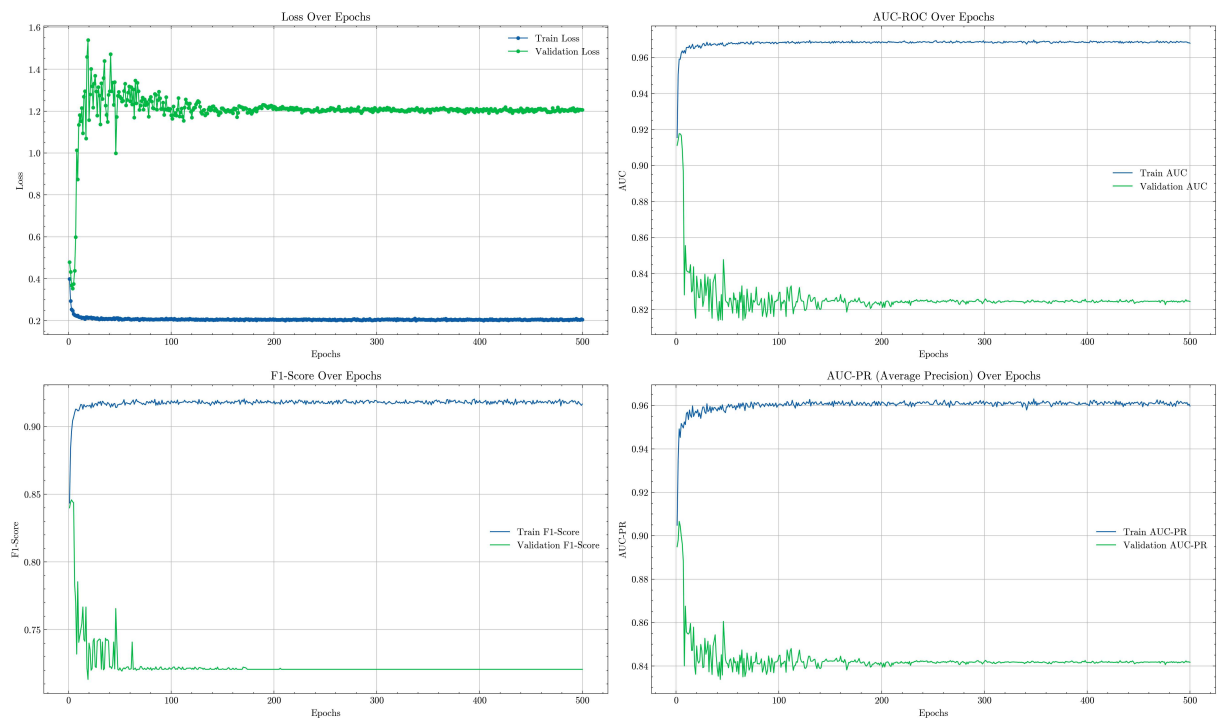 Loss Over Epochs
1.6
1.4
1.2
1.0
0.8
0.6
0.4
0.2
Loss
0
100
200
300
400
500
Epochs
Train Loss
Validation Loss
AUC-ROC Over Epochs
0.96
0.94
0.92
0.90
0.88
0.86
0.84
0.82
AUC
0
100
200
300
400
500
Epochs
Train AUC
Validation AUC
F1-Score Over Epochs
0.90
0.85
0.80
0.75
F1-Score
0
100
200
300
400
500
Epochs
Train F1-Score
Validation F1-Score
AUC-PR (Average Precision) Over Epochs
0.96
0.94
0.92
0.90
0.88
0.86
0.84
AUC-PR
0
100
200
300
400
500
Epochs
Train AUC-PR
Validation AUC-PR